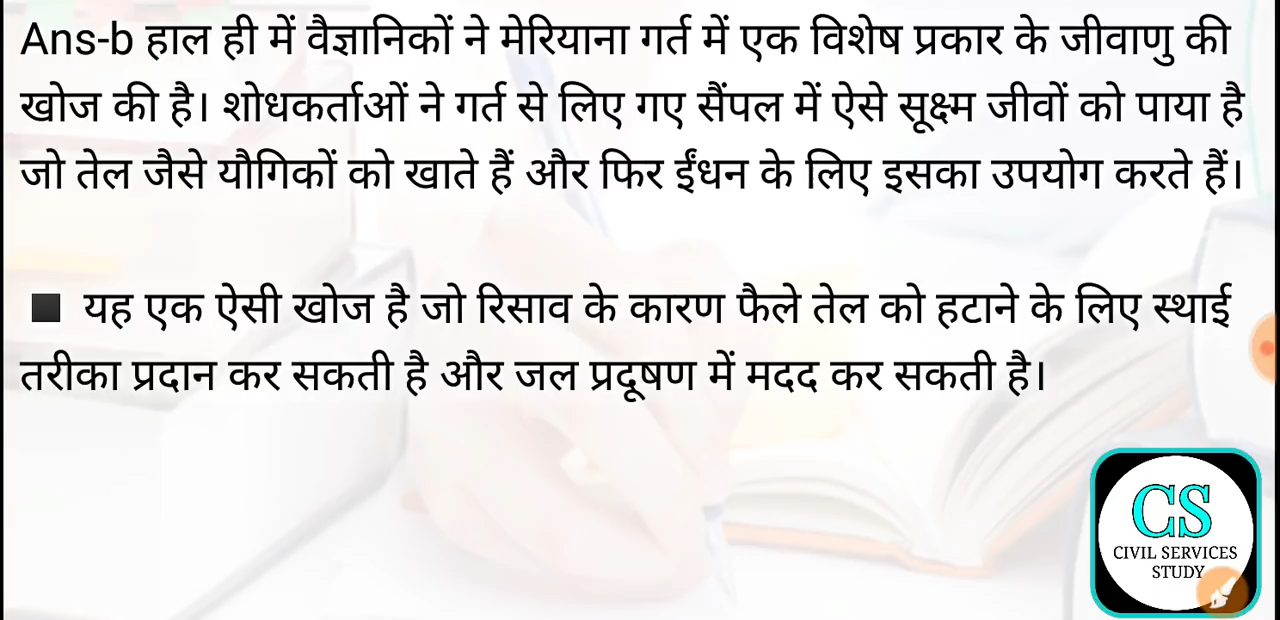 Ans-b हाल ही में वैज्ञानिकों ने मेरियाना गर्त में एक विशेष प्रकार के जीवाणु की
खोज की है। शोधकर्ताओं ने गर्त से लिए गए सैंपल में ऐसे सूक्ष्म जीवों को पाया है
जो तेल जैसे यौगिकों को खाते हैं और फिर ईंधन के लिए इसका उपयोग करते हैं।
■ यह एक ऐसी खोज है जो रिसाव के कारण फैले तेल को हटाने के लिए स्थाई
तरीका प्रदान कर सकती है और जल प्रदूषण में मदद कर सकती है।
CS
CIVIL SERVICES
STUDY